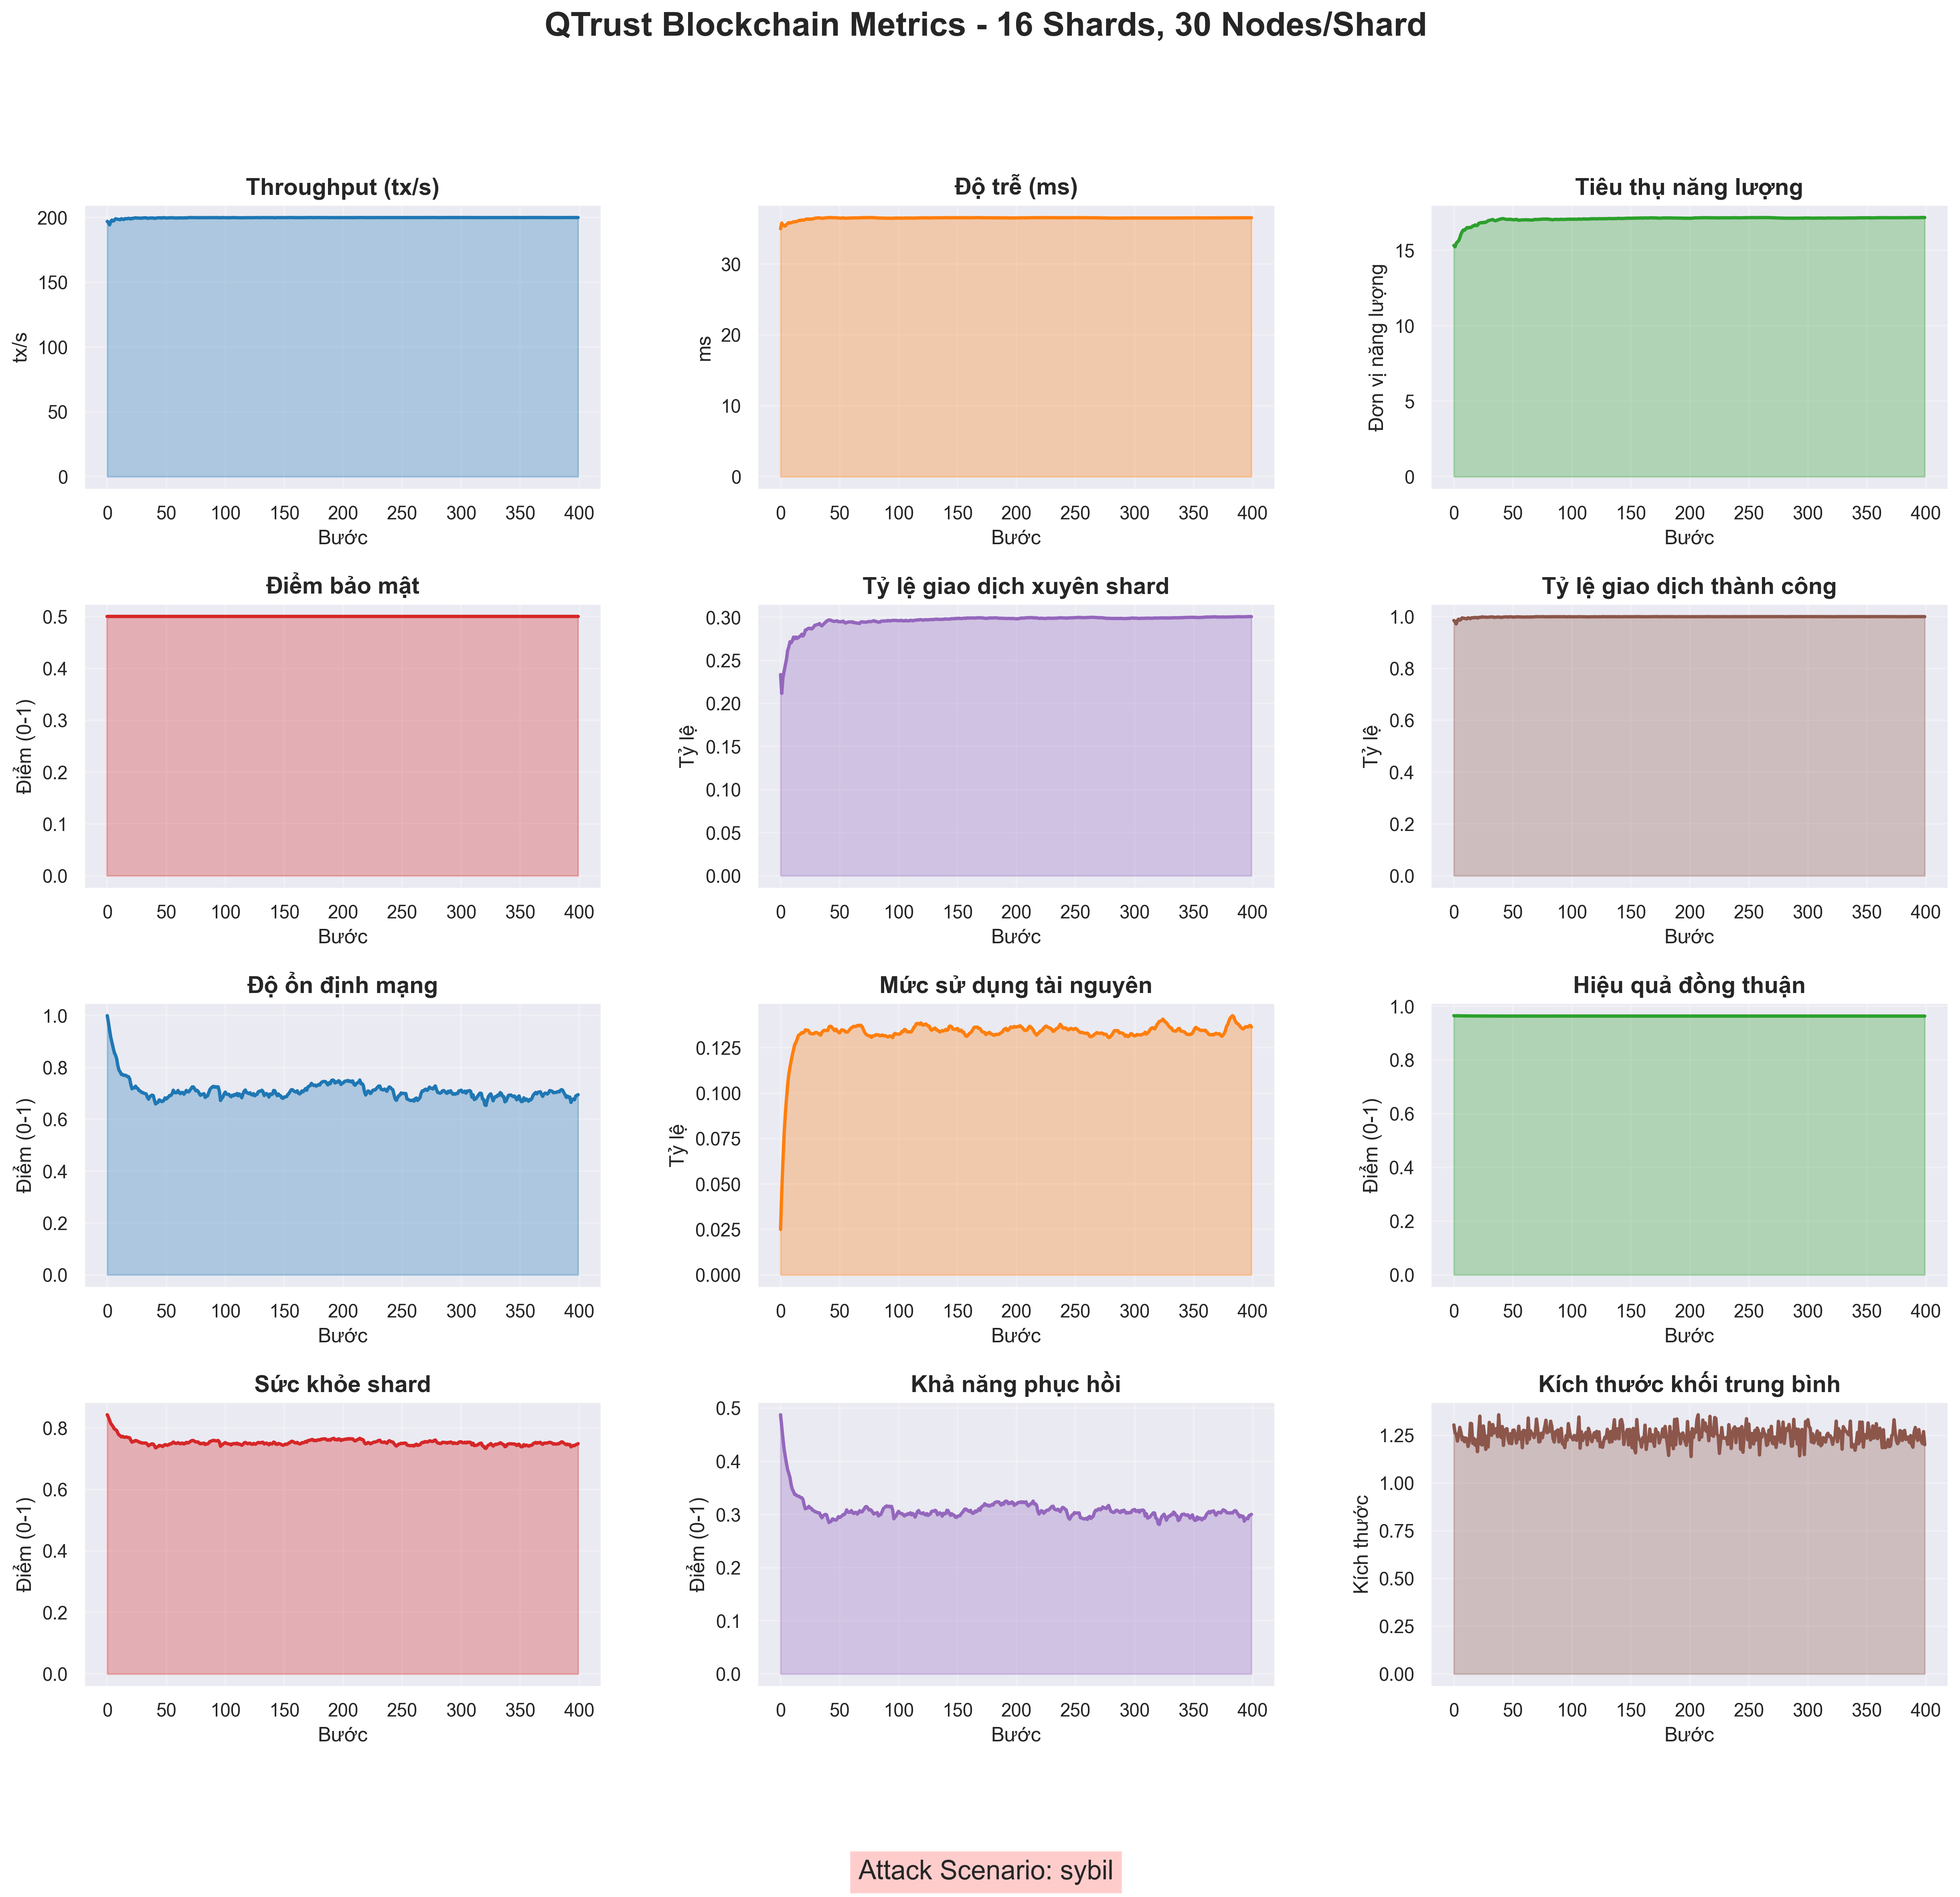 QTrust Blockchain Metrics - 16 Shards, 30 Nodes/Shard
Throughput (tx/s)
tx/s
200
150
100
50
0
0 50 100 150 200 250 300 350 400
Bước
Độ trễ (ms)
ms
30
20
10
0
0 50 100 150 200 250 300 350 400
Bước
Tiêu thụ năng lượng
Đơn vị năng lượng
15
10
5
0
0 50 100 150 200 250 300 350 400
Bước
Điểm bảo mật
Điểm (0-1)
0.5
0.4
0.3
0.2
0.1
0.0
0 50 100 150 200 250 300 350 400
Bước
Tỷ lệ giao dịch xuyên shard
Tỷ lệ
0.30
0.25
0.20
0.15
0.10
0.05
0.00
0 50 100 150 200 250 300 350 400
Bước
Tỷ lệ giao dịch thành công
Tỷ lệ
1.0
0.8
0.6
0.4
0.2
0.0
0 50 100 150 200 250 300 350 400
Bước
Độ ổn định mạng
Điểm (0-1)
1.0
0.8
0.6
0.4
0.2
0.0
0 50 100 150 200 250 300 350 400
Bước
Mức sử dụng tài nguyên
Tỷ lệ
0.125
0.100
0.075
0.050
0.025
0.000
0 50 100 150 200 250 300 350 400
Bước
Hiệu quả đồng thuận
Điểm (0-1)
1.0
0.8
0.6
0.4
0.2
0.0
0 50 100 150 200 250 300 350 400
Bước
Sức khỏe shard
Điểm (0-1)
0.8
0.6
0.4
0.2
0.0
0 50 100 150 200 250 300 350 400
Bước
Khả năng phục hồi
Điểm (0-1)
0.5
0.4
0.3
0.2
0.1
0.0
0 50 100 150 200 250 300 350 400
Bước
Kích thước khối trung bình
Kích thước
1.25
1.00
0.75
0.50
0.25
0.00
0 50 100 150 200 250 300 350 400
Bước
Attack Scenario: sybil